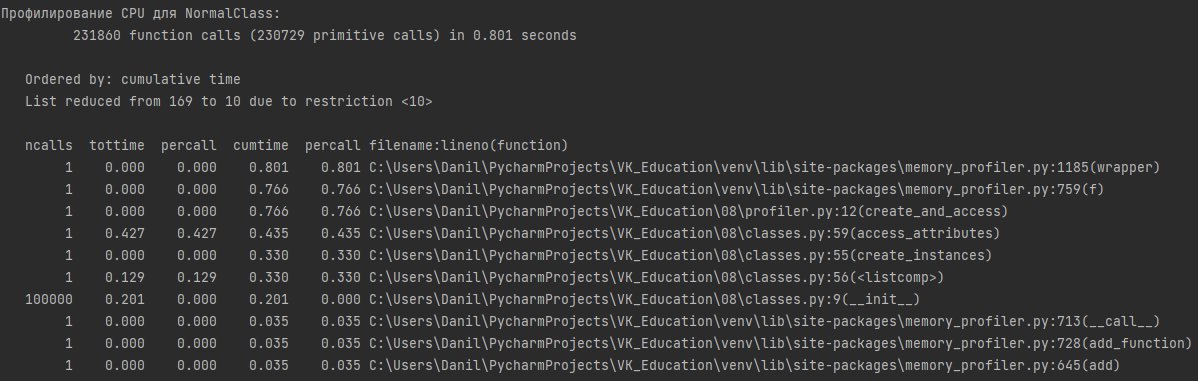 Профилирование CPU для NormalClass:
         231860 function calls (230729 primitive calls) in 0.801 seconds

   Ordered by: cumulative time
   List reduced from 169 to 10 due to restriction <10>

   ncalls  tottime  percall  cumtime  percall filename:lineno(function)
        1    0.000    0.000    0.801    0.801 C:\Users\Danil\PycharmProjects\VK_Education\venv\lib\site-packages\memory_profiler.py:1185(wrapper)
        1    0.000    0.000    0.766    0.766 C:\Users\Danil\PycharmProjects\VK_Education\venv\lib\site-packages\memory_profiler.py:759(f)
        1    0.000    0.000    0.766    0.766 C:\Users\Danil\PycharmProjects\VK_Education\08\profiler.py:12(create_and_access)
        1    0.427    0.427    0.435    0.435 C:\Users\Danil\PycharmProjects\VK_Education\08\classes.py:59(access_attributes)
        1    0.000    0.000    0.330    0.330 C:\Users\Danil\PycharmProjects\VK_Education\08\classes.py:55(create_instances)
        1    0.129    0.129    0.330    0.330 C:\Users\Danil\PycharmProjects\VK_Education\08\classes.py:56(<listcomp>)
   100000    0.201    0.000    0.201    0.000 C:\Users\Danil\PycharmProjects\VK_Education\08\classes.py:9(__init__)
        1    0.000    0.000    0.035    0.035 C:\Users\Danil\PycharmProjects\VK_Education\venv\lib\site-packages\memory_profiler.py:713(__call__)
        1    0.000    0.000    0.035    0.035 C:\Users\Danil\PycharmProjects\VK_Education\venv\lib\site-packages\memory_profiler.py:728(add_function)
        1    0.000    0.000    0.035    0.035 C:\Users\Danil\PycharmProjects\VK_Education\venv\lib\site-packages\memory_profiler.py:645(add)